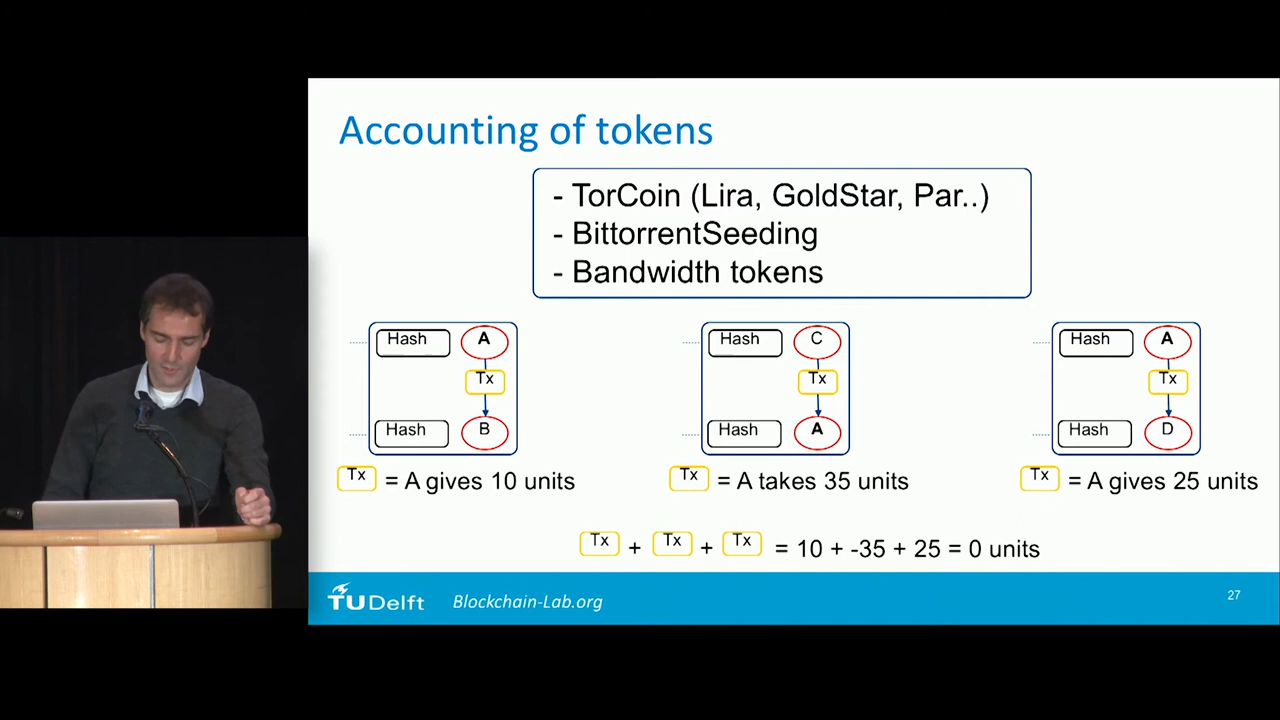 Accounting of tokens
- TorCoin (Lira, GoldStar, Par..)
- BittorrentSeeding
- Bandwidth tokens
Hash A
Tx
Hash B
Tx = A gives 10 units
Hash C
Tx
Hash A
Tx = A takes 35 units
Hash A
Tx
Hash D
Tx = A gives 25 units
Tx + Tx + Tx = 10 + -35 + 25 = 0 units
TUDelft Blockchain-Lab.org 27